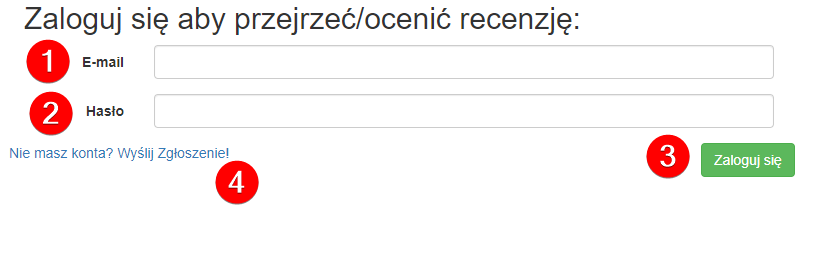 Zaloguj się aby przejrzeć/ocenić recenzję:
1 E-mail
2 Hasło
Nie masz konta? Wyślij Zgłoszenie!
3 Zaloguj się
4